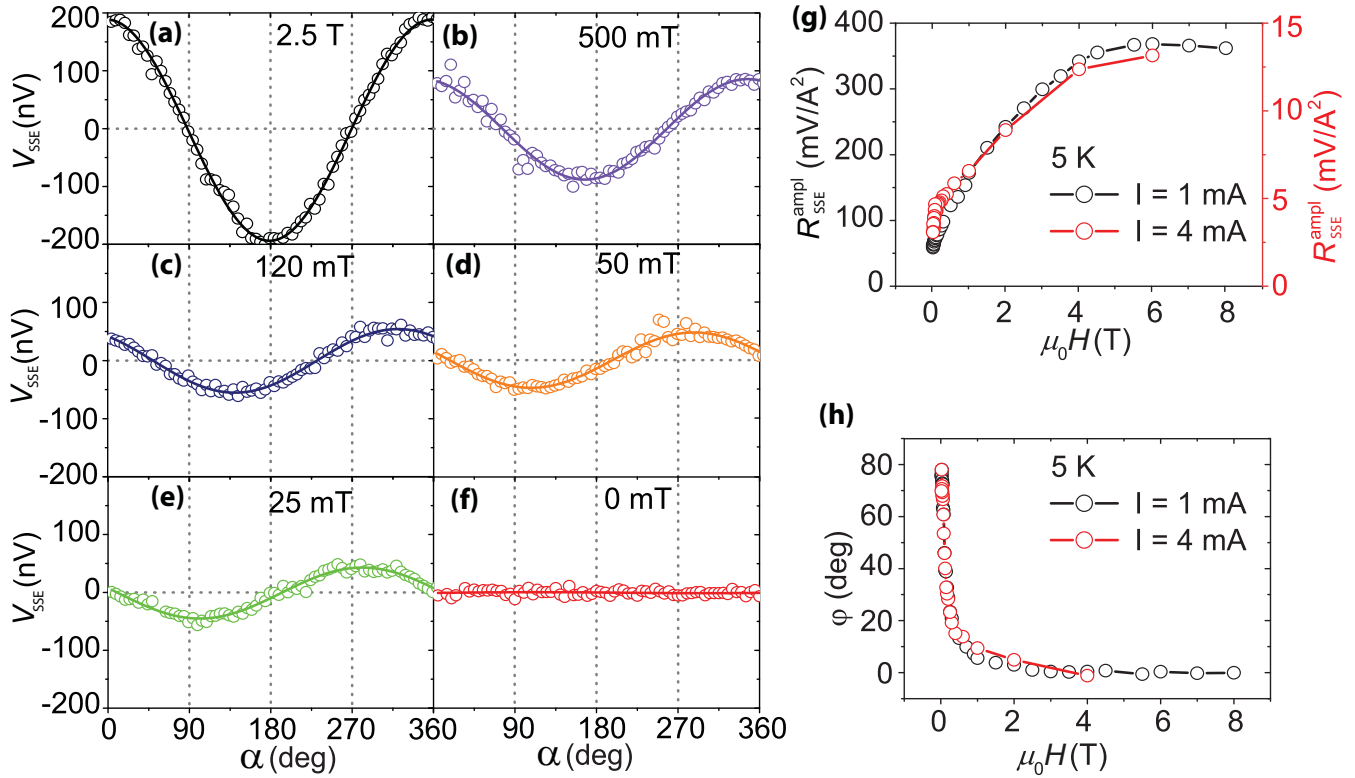 (a) 2.5 T
(b) 500 mT
(c) 120 mT
(d) 50 mT
(e) 25 mT
(f) 0 mT
V_SSE (nV)
200
100
0
-100
-200
V_SSE (nV)
100
0
-100
-200
V_SSE (nV)
100
0
-100
-200
0 90 180 270 36
90 180 270 360
α (deg)
α (deg)
(g)
R_SSE^ampl (mV/A²)
400
300
200
100
0
15
10
5
0
R_SSE^ampl (mV/A²)
5 K
I = 1 mA
I = 4 mA
0 2 4 6 8
μ₀H (T)
(h)
φ (deg)
80
60
40
20
0
5 K
I = 1 mA
I = 4 mA
0 2 4 6 8
μ₀H (T)